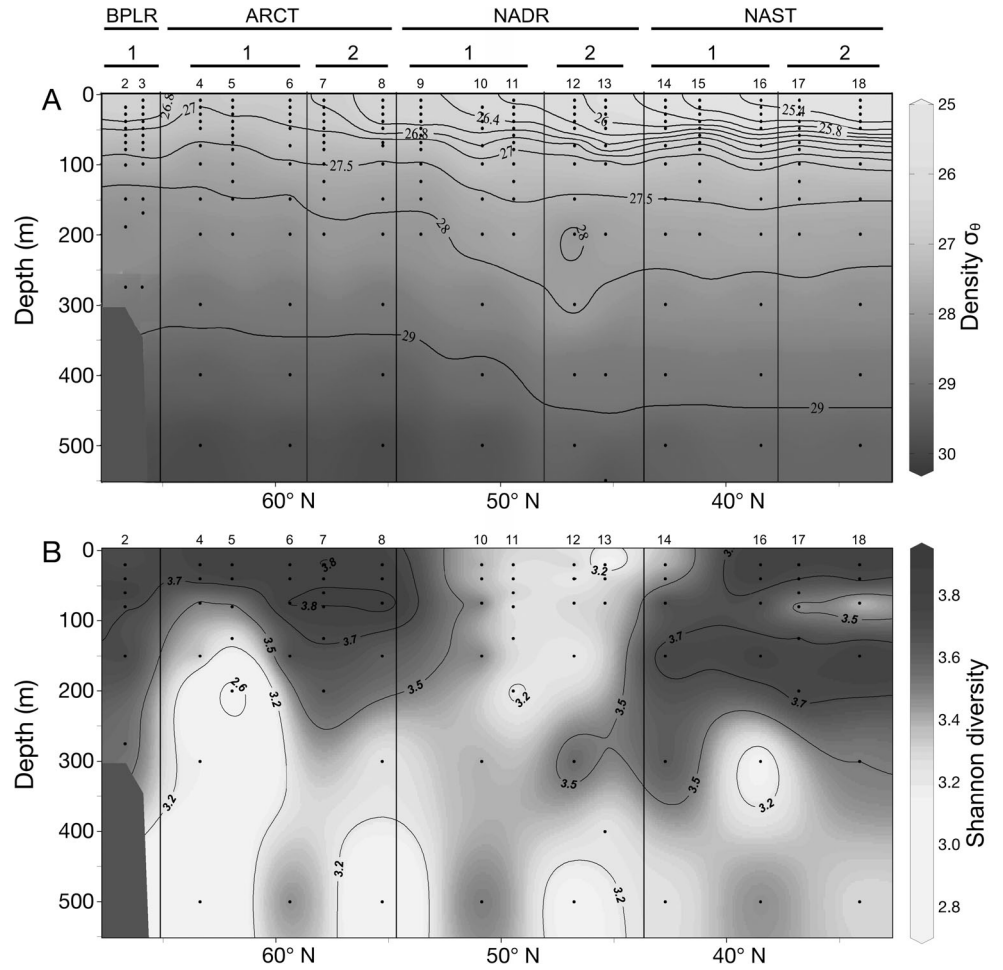 BPLR ARCT NADR NAST
1 1 2 1 2 1 2
2 3 4 5 6 7 8 9 10 11 12 13 14 15 16 17 18
A
0
100
200
300
400
500
Depth (m)
26.8 27 26.8 26.4 27 26 25.4 25.8
27.5 27.5
28 28
29 29
60° N 50° N 40° N
25
26
27
28
29
30
Density σθ
B
2 4 5 6 7 8 10 11 12 13 14 16 17 18
0
100
200
300
400
500
Depth (m)
3.8 3.2 3.
3.7 3.8 3.5
3.5 3.7 3.7
2.6 3.2 3.5 3.2 3.5 3.7
3.2 3.5 3.5 3.2
3.2 3.2
60° N 50° N 40° N
3.8
3.6
3.4
3.2
3.0
2.8
Shannon diversity